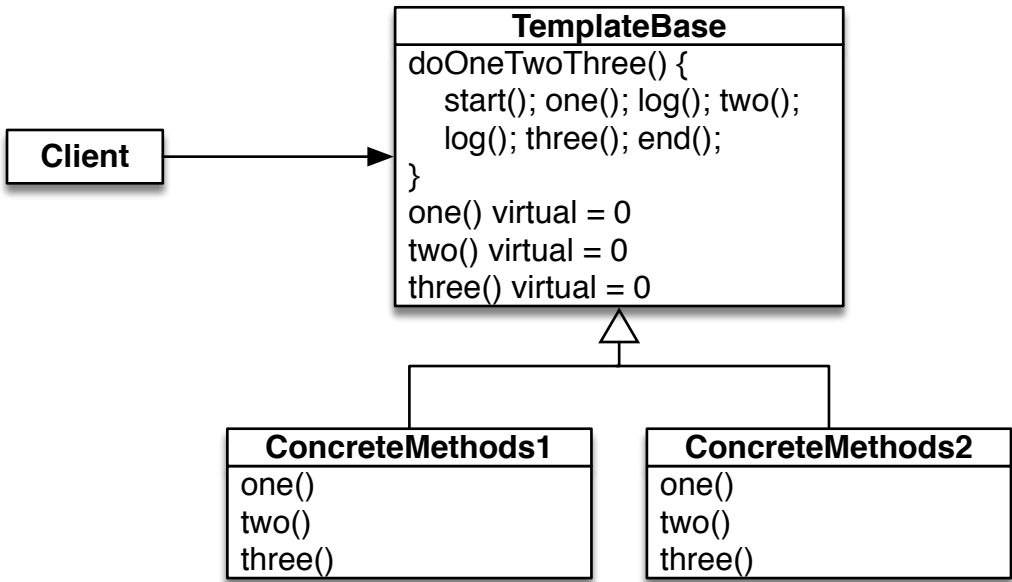 TemplateBase
doOneTwoThree() {
start(); one(); log(); two();
log(); three(); end();
}
one() virtual = 0
two() virtual = 0
three() virtual = 0
Client
ConcreteMethods1
one()
two()
three()
ConcreteMethods2
one()
two()
three()